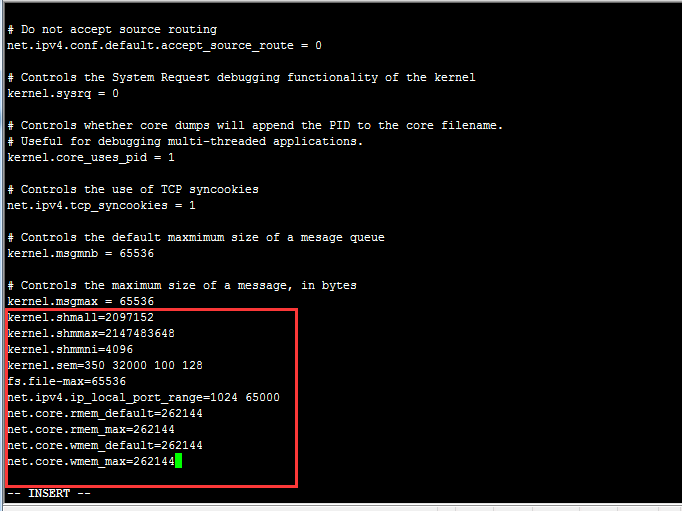 # Do not accept source routing
net.ipv4.conf.default.accept_source_route = 0
# Controls the System Request debugging functionality of the kernel
kernel.sysrq = 0
# Controls whether core dumps will append the PID to the core filename.
# Useful for debugging multi-threaded applications.
kernel.core_uses_pid = 1
# Controls the use of TCP syncookies
net.ipv4.tcp_syncookies = 1
# Controls the default maxmimum size of a mesage queue
kernel.msgmnb = 65536
# Controls the maximum size of a message, in bytes
kernel.msgmax = 65536
kernel.shmall=2097152
kernel.shmmax=2147483648
kernel.shmmni=4096
kernel.sem=350 32000 100 128
fs.file-max=65536
net.ipv4.ip_local_port_range=1024 65000
net.core.rmem_default=262144
net.core.rmem_max=262144
net.core.wmem_default=262144
net.core.wmem_max=262144
-- INSERT --